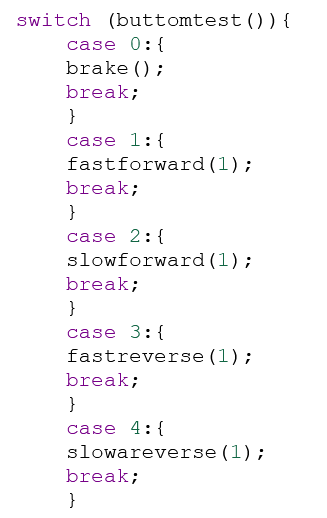 switch (buttomtest()){
case 0:{
brake();
break;
}
case 1:{
fastforward(1);
break;
}
case 2:{
slowforward(1);
break;
}
case 3:{
fastreverse(1);
break;
}
case 4:{
slowareverse(1);
break;
}